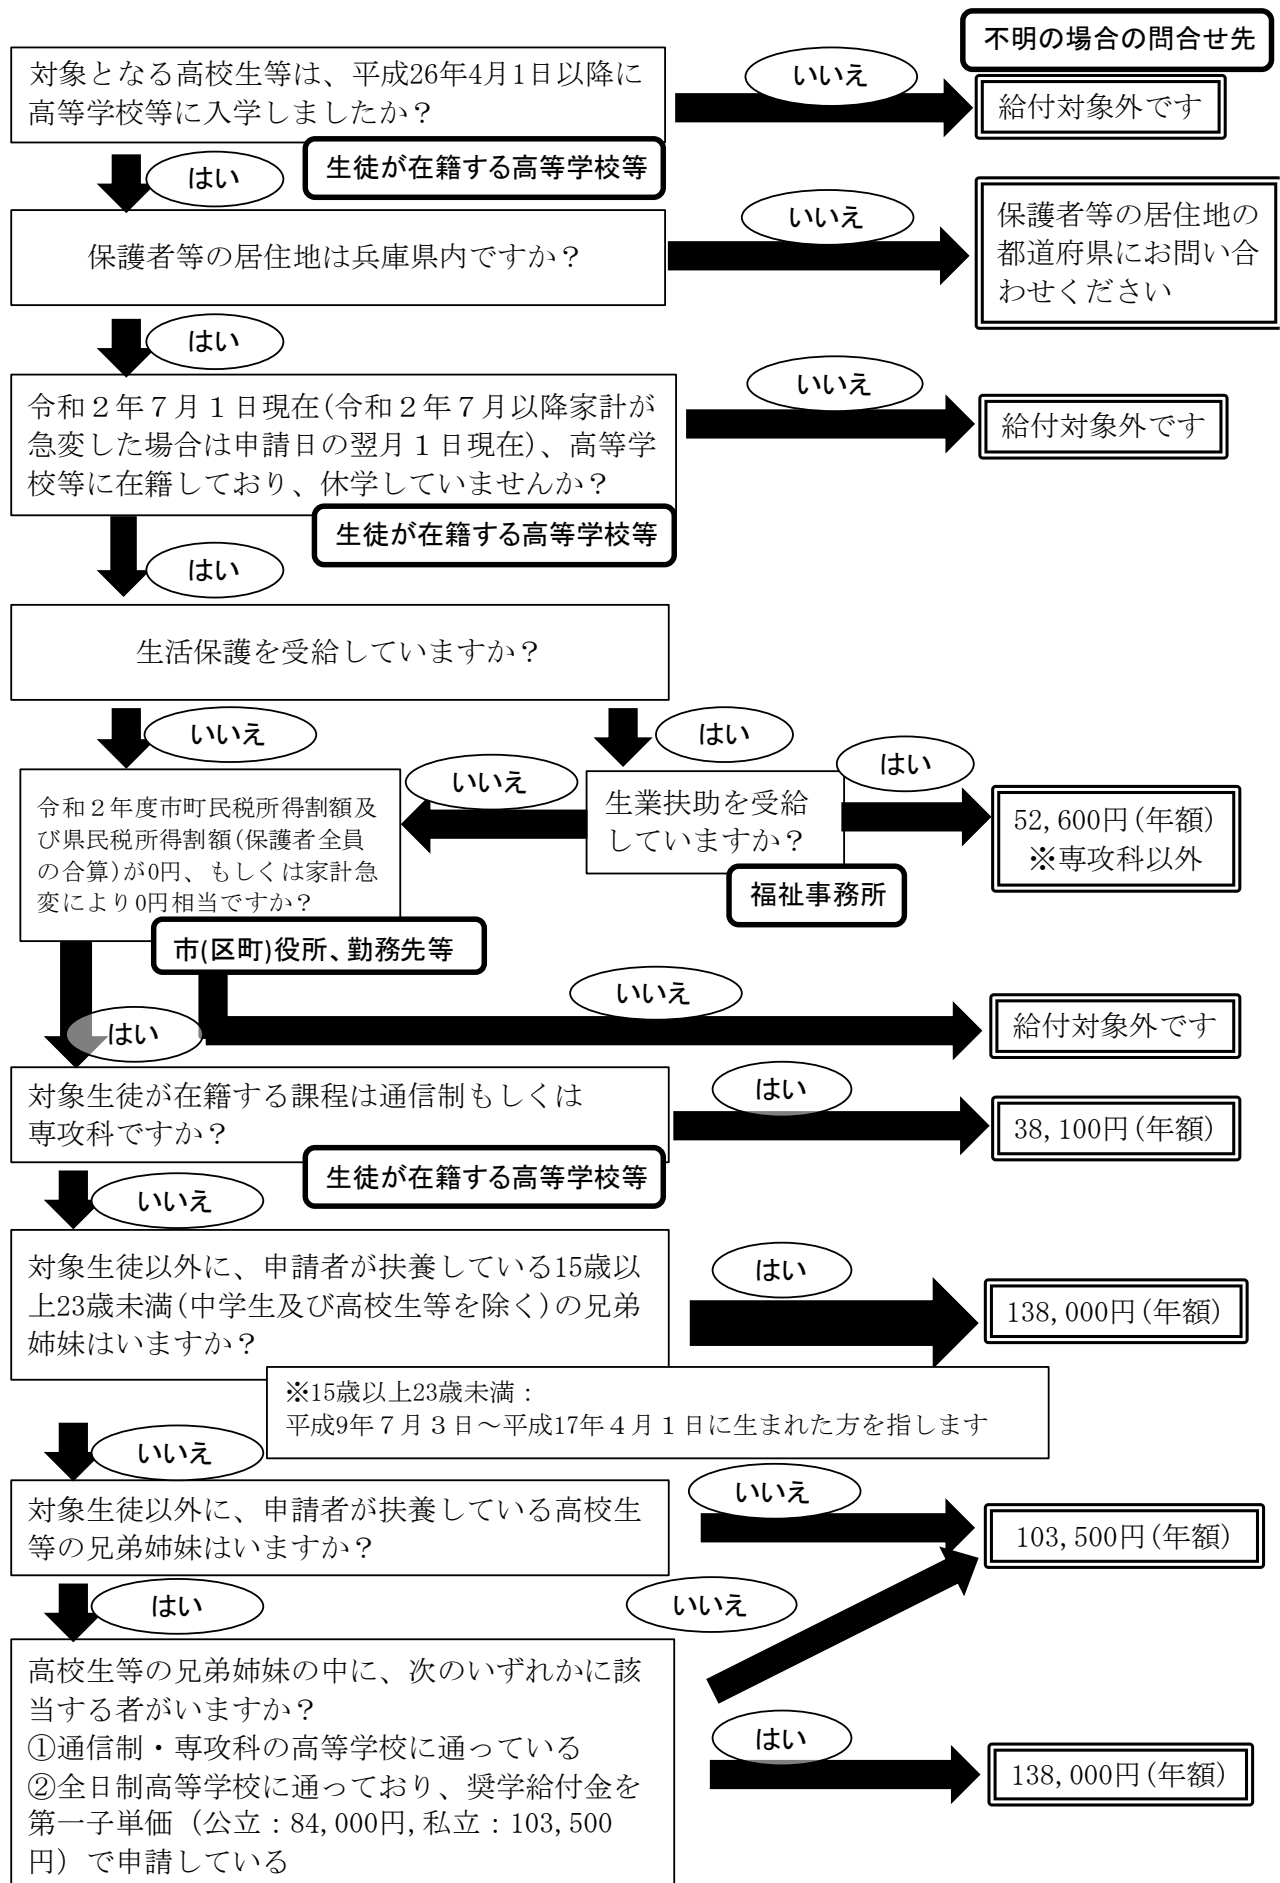 不明の場合の問合せ先
対象となる高校生等は、平成26年4月1日以降に
高等学校等に入学しましたか？
いいえ
給付対象外です
生徒が在籍する高等学校等
はい
保護者等の居住地は兵庫県内ですか？
いいえ
保護者等の居住地の
都道府県にお問い合
わせください
はい
令和２年７月１日現在(令和２年７月以降家計が
急変した場合は申請日の翌月１日現在)、高等学
校等に在籍しており、休学していませんか？
いいえ
給付対象外です
生徒が在籍する高等学校等
はい
生活保護を受給していますか？
いいえ
はい
令和２年度市町民税所得割額及
び県民税所得割額(保護者全員
の合算)が0円、もしくは家計急
変により0円相当ですか？
いいえ
生業扶助を受給
していますか？
はい
52,600円(年額)
※専攻科以外
福祉事務所
市(区町)役所、勤務先等
いいえ
給付対象外です
はい
対象生徒が在籍する課程は通信制もしくは
専攻科ですか？
はい
38,100円(年額)
生徒が在籍する高等学校等
いいえ
対象生徒以外に、申請者が扶養している15歳以
上23歳未満(中学生及び高校生等を除く)の兄弟
姉妹はいますか？
はい
138,000円(年額)
※15歳以上23歳未満：
平成9年７月３日～平成17年４月１日に生まれた方を指します
いいえ
対象生徒以外に、申請者が扶養している高校生
等の兄弟姉妹はいますか？
いいえ
103,500円(年額)
はい
いいえ
高校生等の兄弟姉妹の中に、次のいずれかに該
当する者がいますか？
①通信制・専攻科の高等学校に通っている
②全日制高等学校に通っており、奨学給付金を
第一子単価（公立：84,000円,私立：103,500
円）で申請している
はい
138,000円(年額)